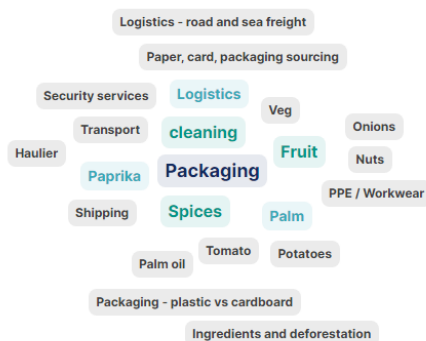 Logistics - road and sea freight
Paper, card, packaging sourcing
Security services
Logistics
Veg
Transport
cleaning
Onions
Haulier
Fruit
Nuts
Paprika
Packaging
PPE / Workwear
Shipping
Spices
Palm
Palm oil
Tomato
Potatoes
Packaging - plastic vs cardboard
Ingredients and deforestation